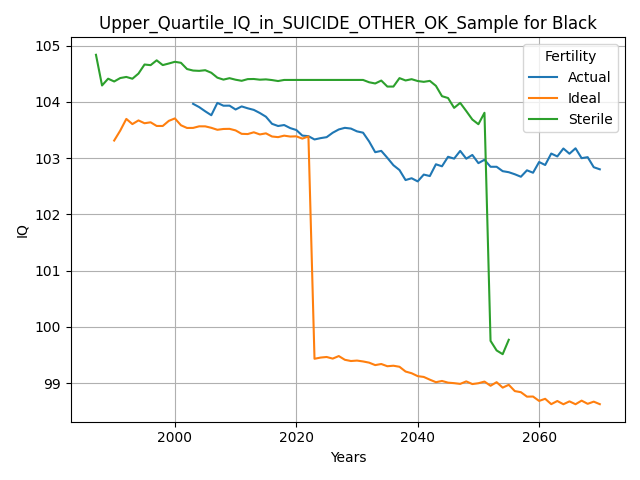 Upper_Quartile_IQ_in_SUICIDE_OTHER_OK_Sample for Black
Fertility
Actual
Ideal
Sterile
105
104
103
102
101
100
99
IQ
2000
2020
2040
2060
Years